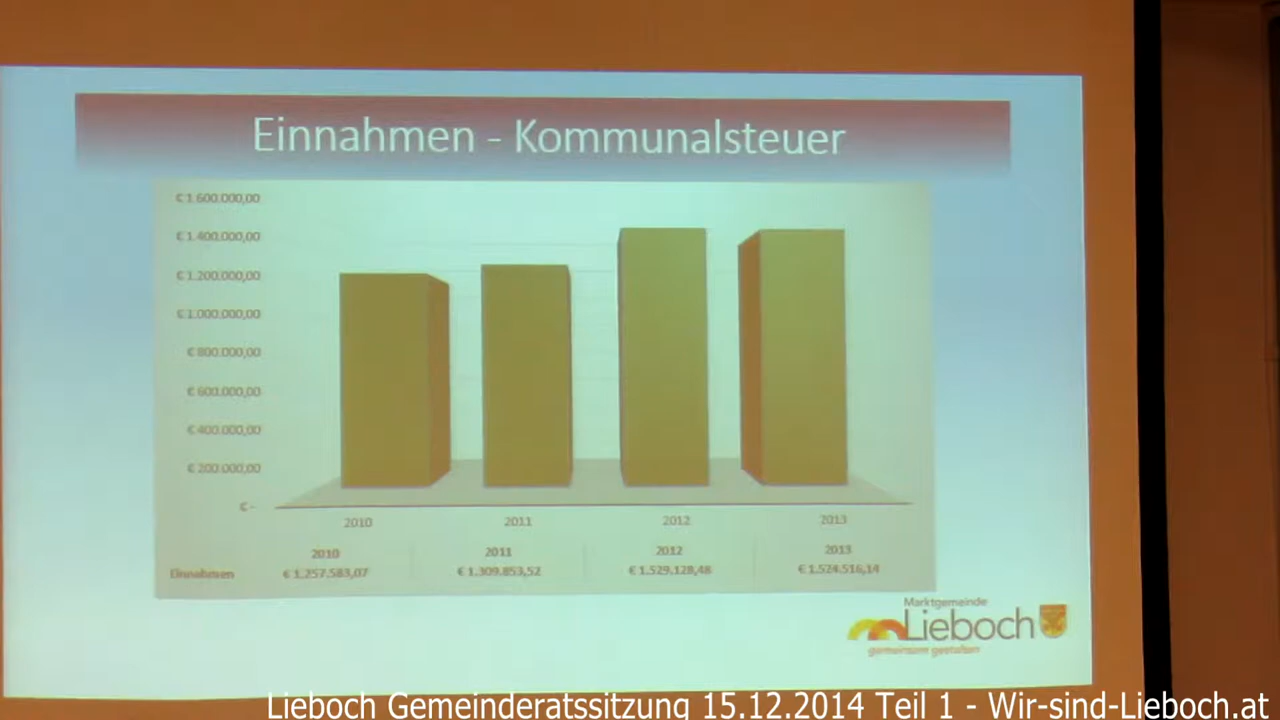 Einnahmen - Kommunalsteuer
€ 1.600.000,00
€ 1.400.000,00
€ 1.200.000,00
€ 1.000.000,00
€ 800.000,00
€ 600.000,00
€ 400.000,00
€ 200.000,00
€ -
2010 2011 2012 2013
2010 2011 2012 2013
Einnahmen € 1.257.583,07 € 1.309.853,52 € 1.529.128,48 € 1.524.516,14
Marktgemeinde
Lieboch
gemeinsam gestalten
Lieboch Gemeinderatssitzung 15.12.2014 Teil 1 - Wir-sind-Lieboch.at